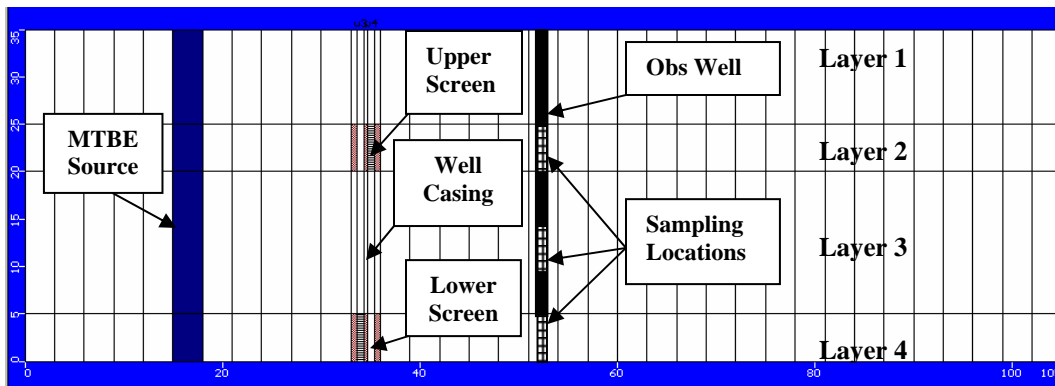 35
30
25
20
15
10
5
0
Upper
Screen
Obs Well
Layer 1
MTBE
Source
Well
Casing
Layer 2
Sampling
Locations
Layer 3
Lower
Screen
Layer 4
0 20 40 60 80 100